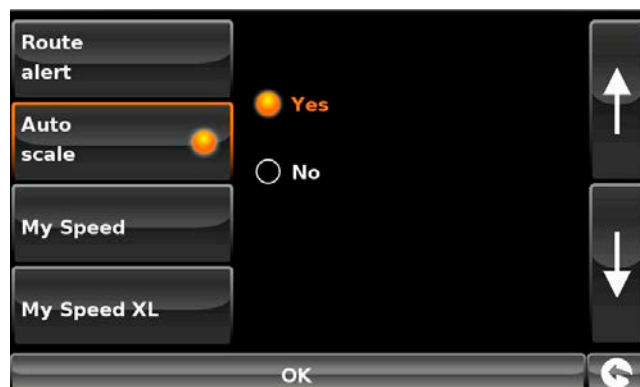 Route
alert
Auto
scale
My Speed
My Speed XL
Yes
No
OK